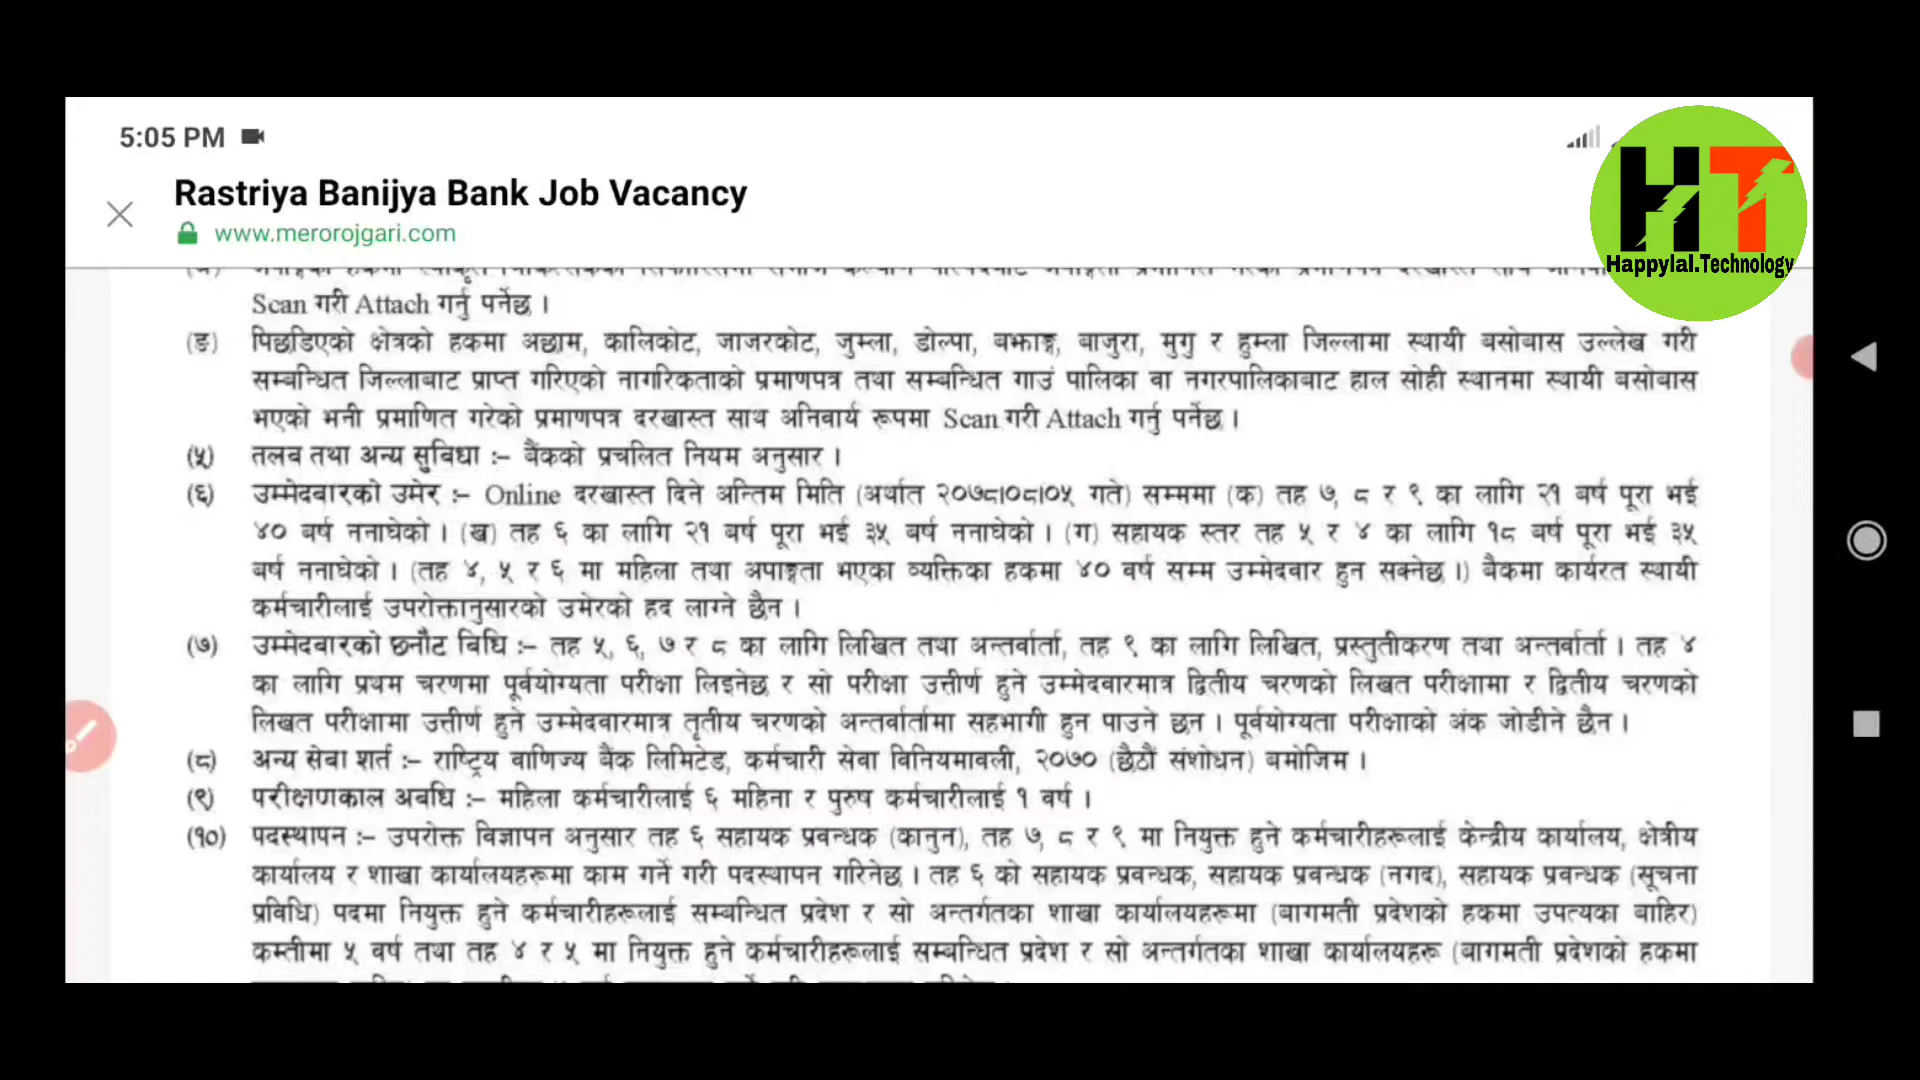 5:05 PM
Rastriya Banijya Bank Job Vacancy
www.merorojgari.com
HT
Happylal.Technology
Scan गरी Attach गर्नु पर्नेछ ।
(ङ) पिछडिएको क्षेत्रको हकमा अछाम, कालिकोट, जाजरकोट, जुम्ला, डोल्पा, बझाङ्ग, बाजुरा, मुगु र हुम्ला जिल्लामा स्थायी बसोबास उल्लेख गरी
सम्बन्धित जिल्लाबाट प्राप्त गरिएको नागरिकताको प्रमाणपत्र तथा सम्बन्धित गाउं पालिका वा नगरपालिकाबाट हाल सोही स्थानमा स्थायी बसोबास
भएको भनी प्रमाणित गरेको प्रमाणपत्र दरखास्त साथ अनिवार्य रूपमा Scan गरी Attach गर्नु पर्नेछ ।
(५) तलब तथा अन्य सुबिधा :- बैंकको प्रचलित नियम अनुसार ।
(६) उम्मेदबारको उमेर :- Online दरखास्त दिने अन्तिम मिति (अर्थात २०७८।०८।०५ गते) सम्ममा (क) तह ७, ८ र ९ का लागि २१ बर्ष पूरा भई
४० बर्ष ननाघेको । (ख) तह ६ का लागि २१ बर्ष पूरा भई ३५ बर्ष ननाघेको । (ग) सहायक स्तर तह ५ र ४ का लागि १८ बर्ष पूरा भई ३५
बर्ष ननाघेको । (तह ४, ५ र ६ मा महिला तथा अपाङ्गता भएका व्यक्तिका हकमा ४० वर्ष सम्म उम्मेदवार हुन सक्नेछ ।) बैकमा कार्यरत स्थायी
कर्मचारीलाई उपरोक्तानुसारको उमेरको हद लाग्ने छैन ।
(७) उम्मेदबारको छनौट बिधि :- तह ५, ६, ७ र ८ का लागि लिखित तथा अन्तर्वार्ता, तह ९ का लागि लिखित, प्रस्तुतीकरण तथा अन्तर्वार्ता । तह ४
का लागि प्रथम चरणमा पूर्वयोग्यता परीक्षा लिइनेछ र सो परीक्षा उत्तीर्ण हुने उम्मेदवारमात्र द्वितीय चरणको लिखत परीक्षामा र द्वितीय चरणको
लिखत परीक्षामा उत्तीर्ण हुने उम्मेदवारमात्र तृतीय चरणको अन्तर्वार्तामा सहभागी हुन पाउने छन । पूर्वयोग्यता परीक्षाको अंक जोडीने छैन ।
(८) अन्य सेबा शर्त :- राष्ट्रिय वाणिज्य बैंक लिमिटेड, कर्मचारी सेवा विनियमावली, २०७० (छैठौं संशोधन) बमोजिम ।
(९) परीक्षणकाल अबधि :- महिला कर्मचारीलाई ६ महिना र पुरुष कर्मचारीलाई १ वर्ष ।
(१०) पदस्थापन :- उपरोक्त विज्ञापन अनुसार तह ६ सहायक प्रवन्धक (कानुन), तह ७, ८ र ९ मा नियुक्त हुने कर्मचारीहरूलाई केन्द्रीय कार्यालय, क्षेत्रीय
कार्यालय र शाखा कार्यालयहरूमा काम गर्ने गरी पदस्थापन गरिनेछ । तह ६ को सहायक प्रवन्धक, सहायक प्रवन्धक (नगद), सहायक प्रवन्धक (सूचना
प्रविधि) पदमा नियुक्त हुने कर्मचारीहरूलाई सम्बन्धित प्रदेश र सो अन्तर्गतका शाखा कार्यालयहरूमा (बागमती प्रदेशको हकमा उपत्यका बाहिर)
कम्तीमा ५ वर्ष तथा तह ४ र ५ मा नियुक्त हुने कर्मचारीहरूलाई सम्बन्धित प्रदेश र सो अन्तर्गतका शाखा कार्यालयहरू (बागमती प्रदेशको हकमा